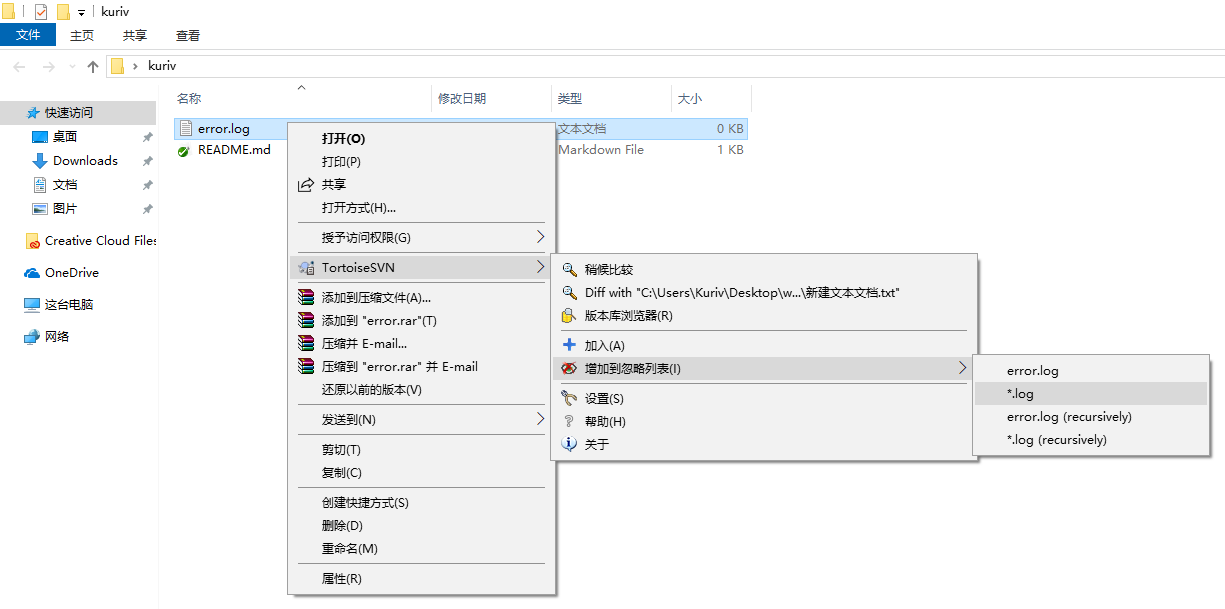 kuriv
文件 主页 共享 查看
kuriv
名称 修改日期 类型 大小
快速访问
桌面
Downloads
文档
图片
Creative Cloud Files
OneDrive
这台电脑
网络
error.log 文本文档 0 KB
README.md Markdown File 1 KB
打开(O)
打印(P)
共享
打开方式(H)...
授予访问权限(G)
TortoiseSVN
添加到压缩文件(A)...
添加到 "error.rar"(T)
压缩并 E-mail...
压缩到 "error.rar" 并 E-mail
还原以前的版本(V)
发送到(N)
剪切(T)
复制(C)
创建快捷方式(S)
删除(D)
重命名(M)
属性(R)
稍候比较
Diff with "C:\Users\Kuriv\Desktop\w...\新建文本文档.txt"
版本库浏览器(R)
加入(A)
增加到忽略列表(I)
设置(S)
帮助(H)
关于
error.log
*.log
error.log (recursively)
*.log (recursively)